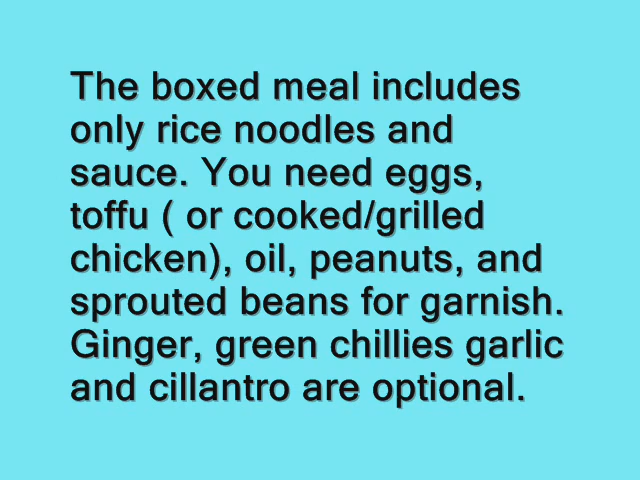 The boxed meal includes
only rice noodles and
sauce. You need eggs,
toffu ( or cooked/grilled
chicken), oil, peanuts, and
sprouted beans for garnish.
Ginger, green chillies garlic
and cillantro are optional.